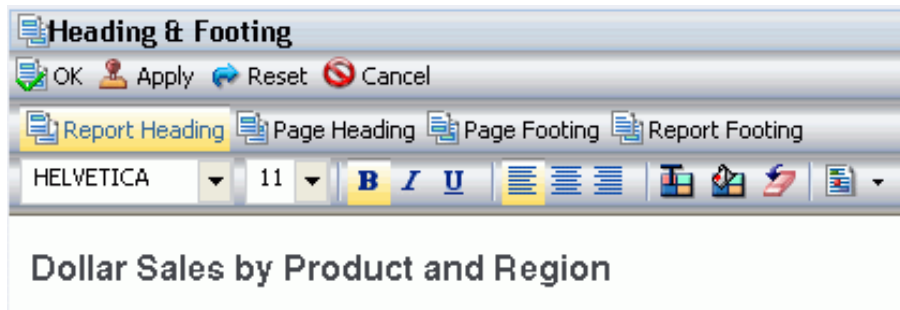 Heading & Footing
OK Apply Reset Cancel
Report Heading Page Heading Page Footing Report Footing
HELVETICA 11 B I U
Dollar Sales by Product and Region